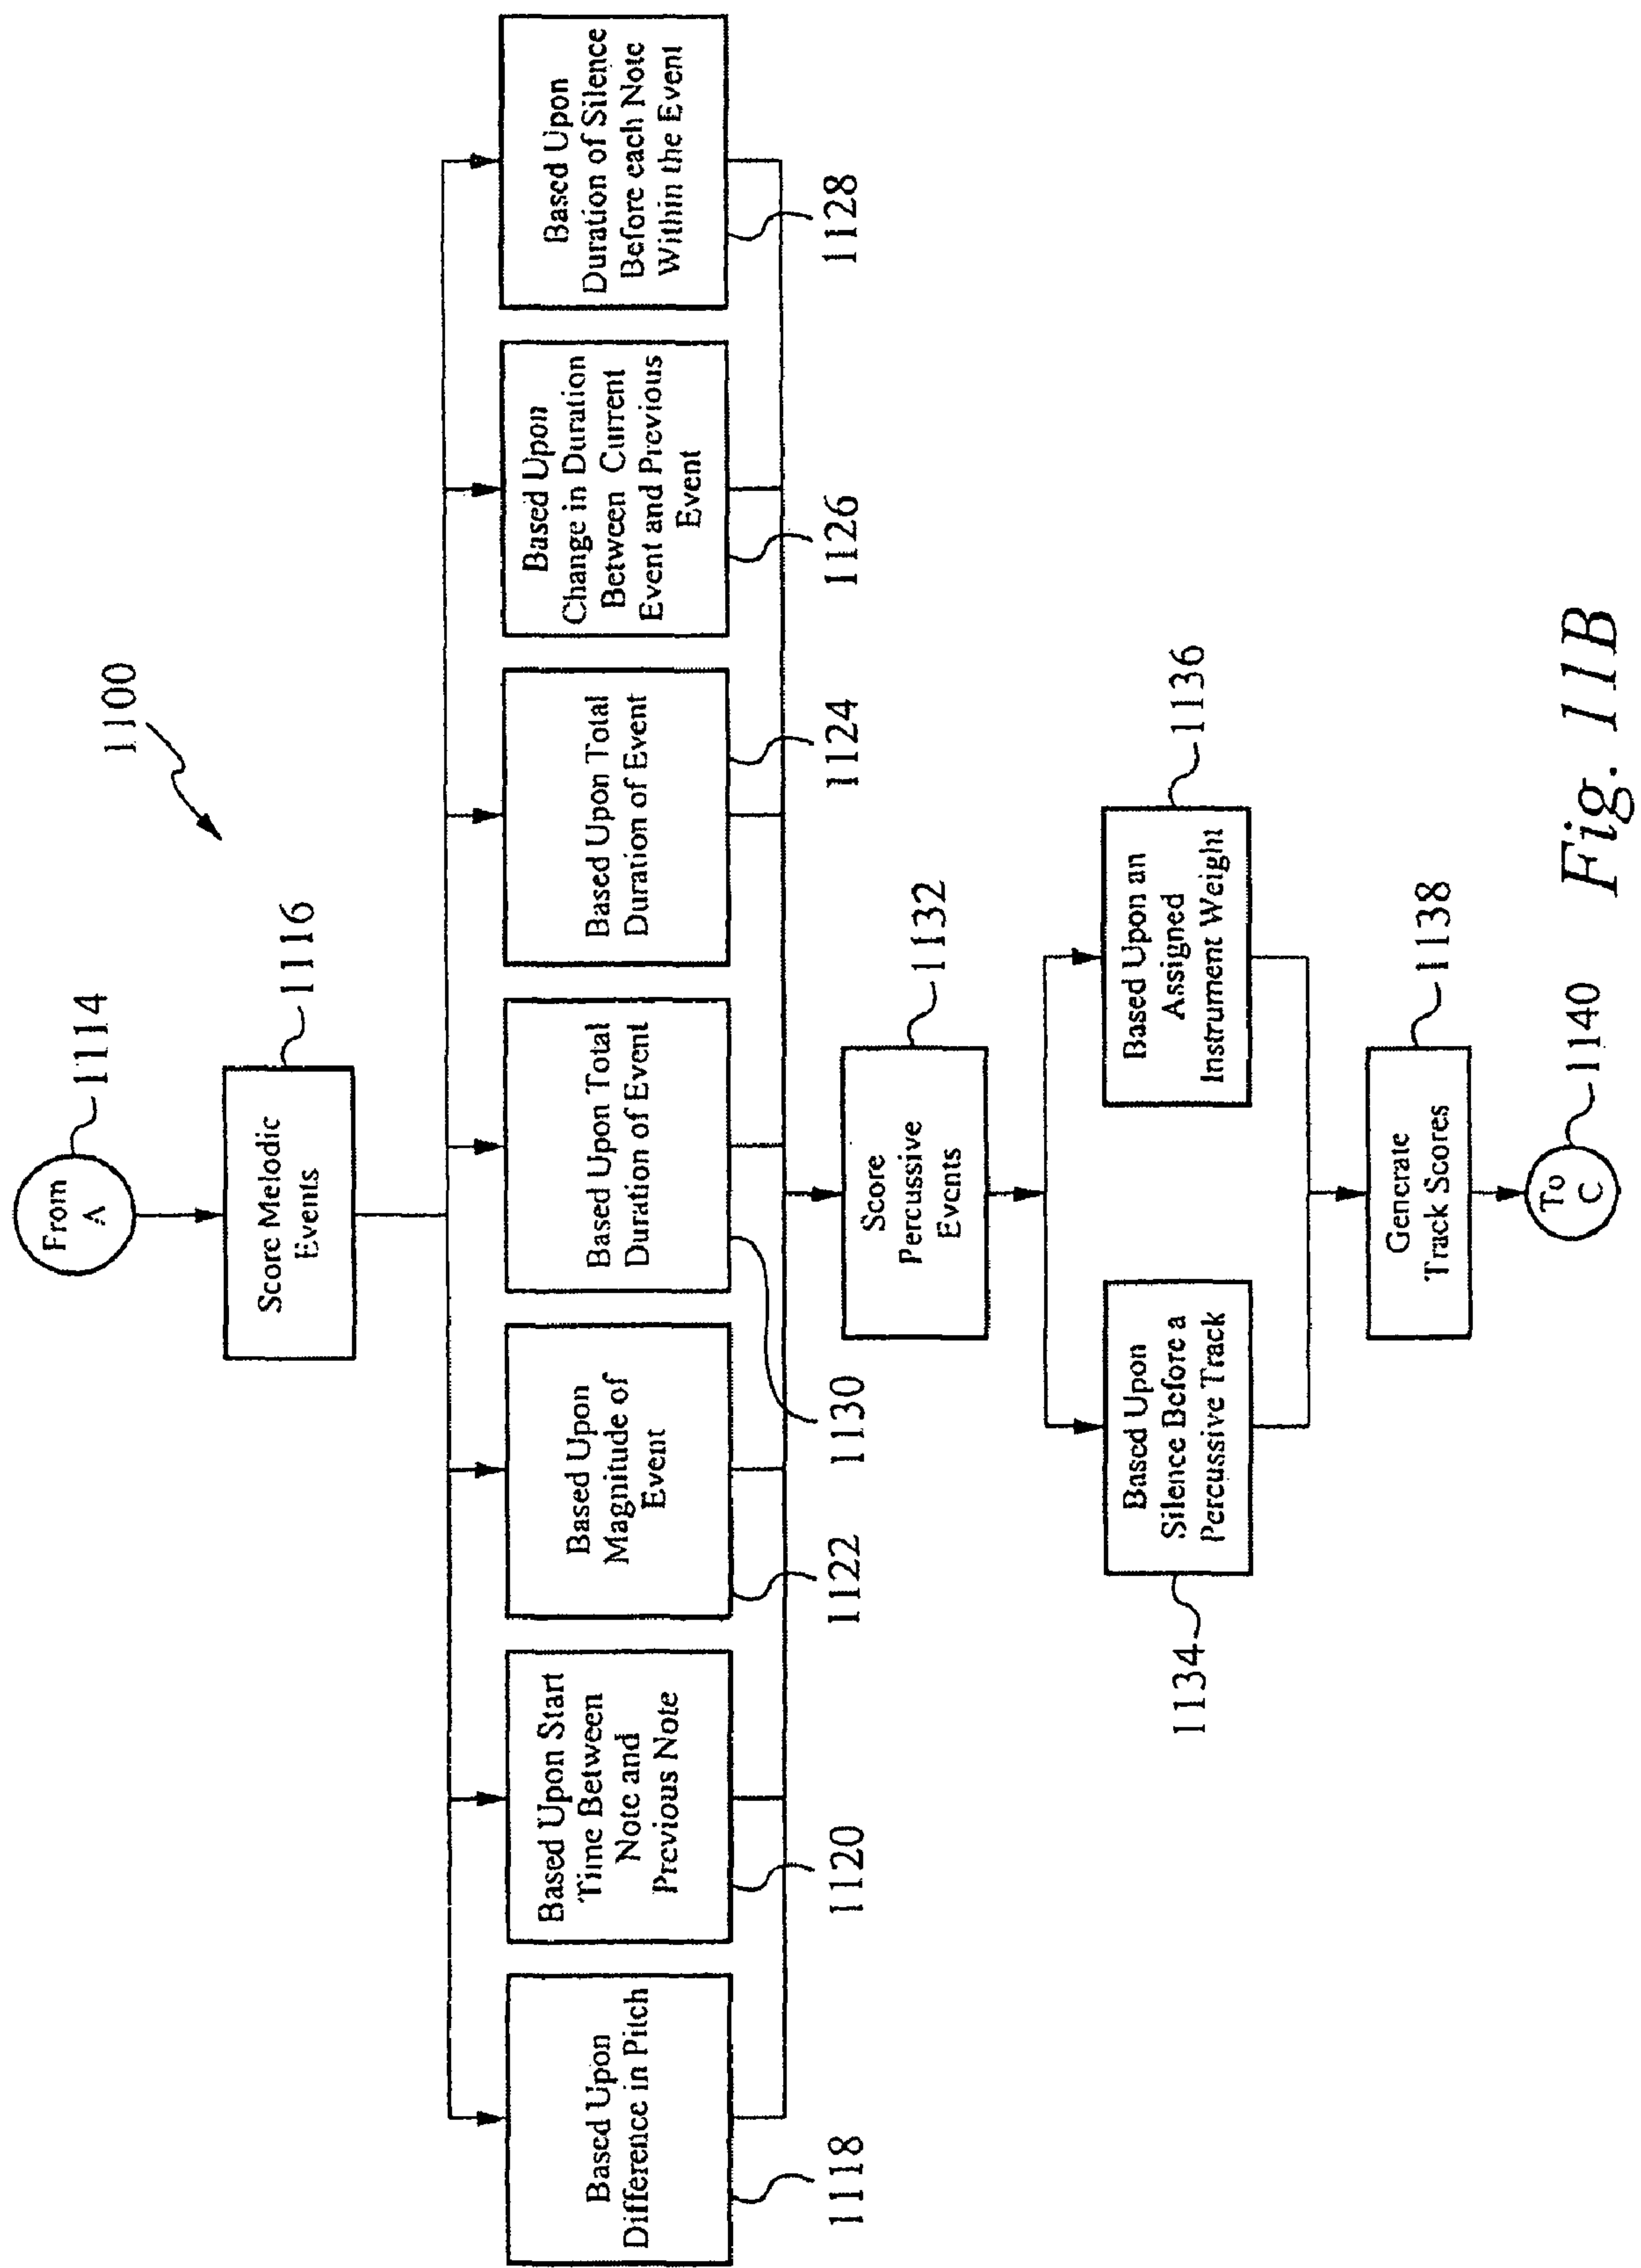 From
A
1114
1100
Score Melodic
Events
1116
Based Upon
Difference in Pitch
1118
Based Upon Start
Time Between
Note and
Previous Note
1120
Based Upon
Magnitude of
Event
1122
Based Upon Total
Duration of Event
1130
Based Upon Total
Duration of Event
1124
Based Upon
Change in Duration
Between Current
Event and Previous
Event
1126
Based Upon
Duration of Silence
Before each Note
Within the Event
1128
Score
Percussive
Events
1132
Based Upon
Silence Before a
Percussive Track
1134
Based Upon an
Assigned
Instrument Weight
1136
Generate
Track Scores
1138
To
C
1140
Fig. 11B